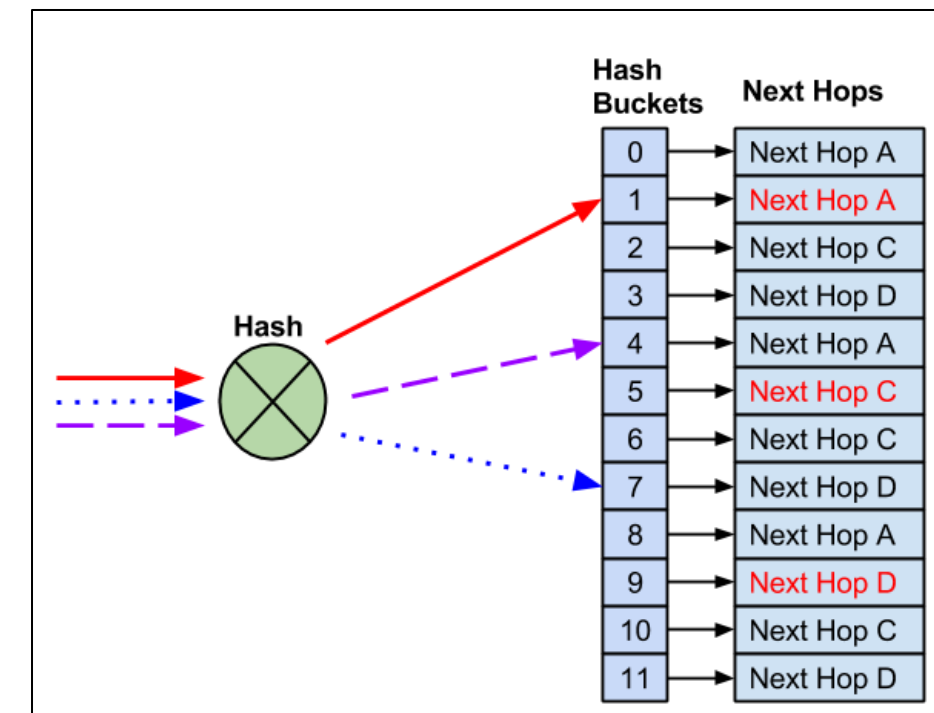 Hash
Buckets
Next Hops
0
Next Hop A
1
Next Hop A
2
Next Hop C
3
Next Hop D
Hash
4
Next Hop A
5
Next Hop C
6
Next Hop C
7
Next Hop D
8
Next Hop A
9
Next Hop D
10
Next Hop C
11
Next Hop D